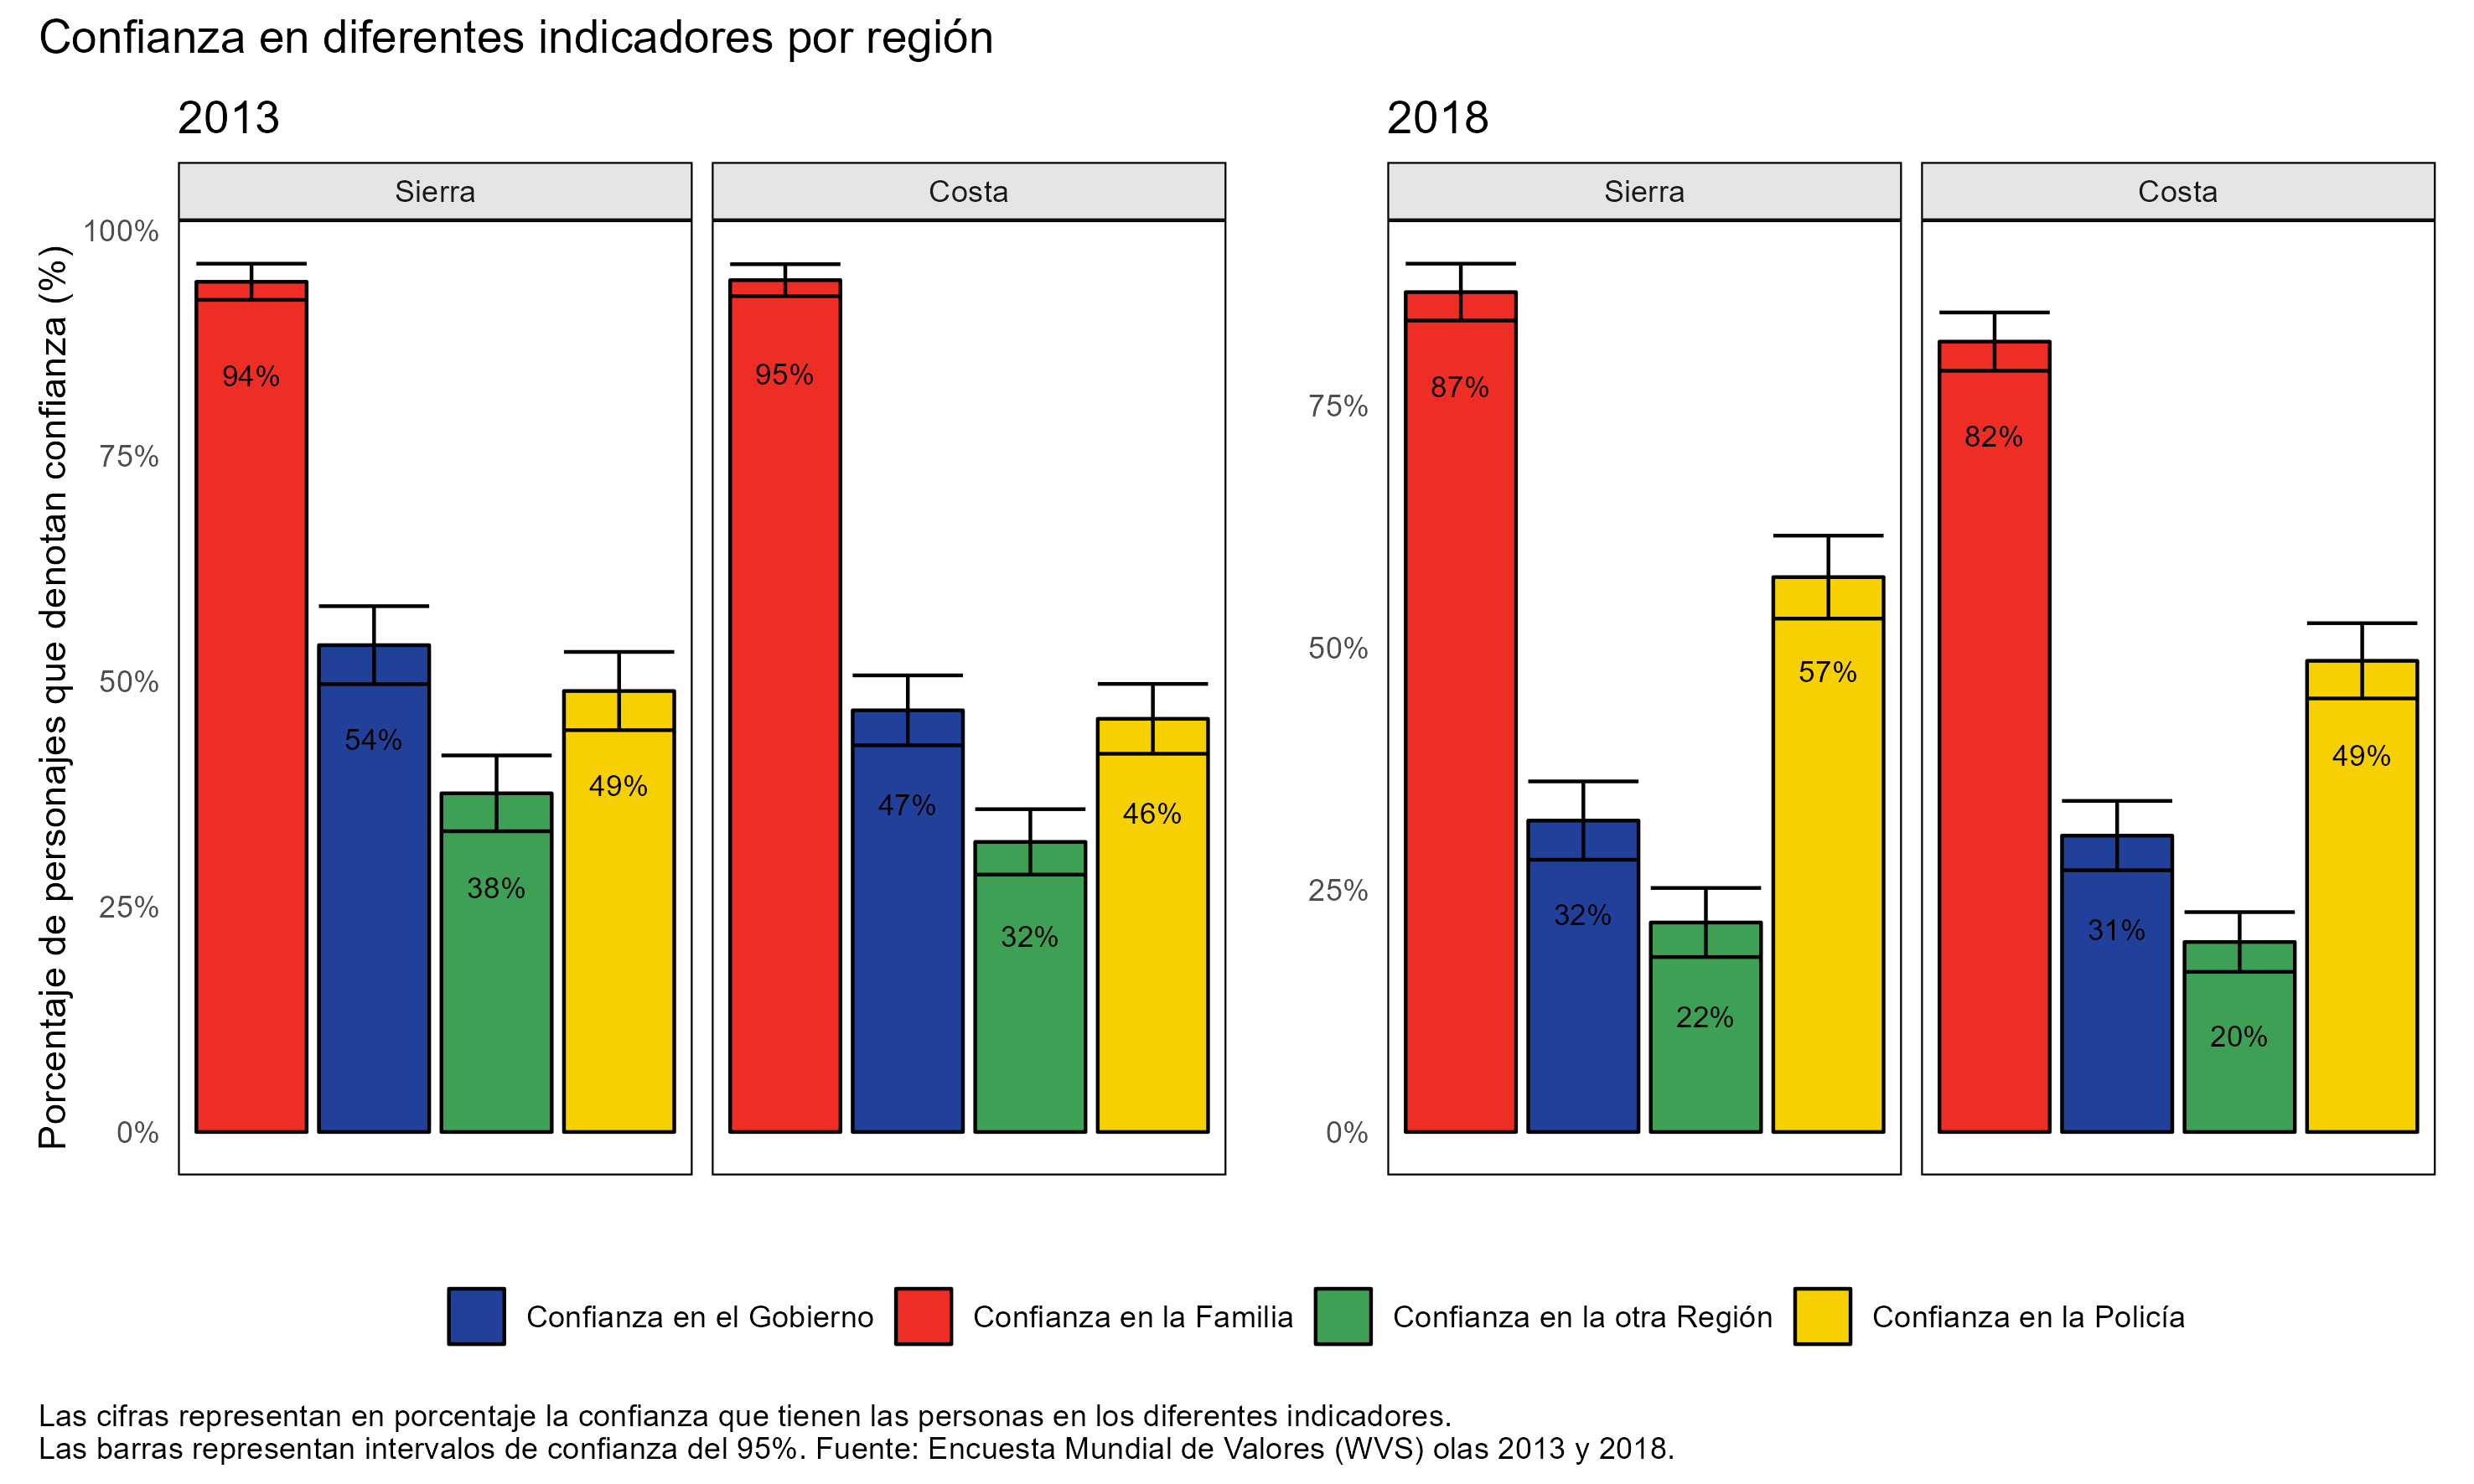 Confianza en diferentes indicadores por región
2013
2018
Sierra
Costa
Sierra
Costa
Porcentaje de personajes que denotan confianza (%)
100%
75%
50%
25%
0%
94%
54%
38%
49%
95%
47%
32%
46%
75%
50%
25%
0%
87%
32%
22%
57%
82%
31%
20%
49%
Confianza en el Gobierno
Confianza en la Familia
Confianza en la otra Región
Confianza en la Policía
Las cifras representan en porcentaje la confianza que tienen las personas en los diferentes indicadores.
Las barras representan intervalos de confianza del 95%. Fuente: Encuesta Mundial de Valores (WVS) olas 2013 y 2018.